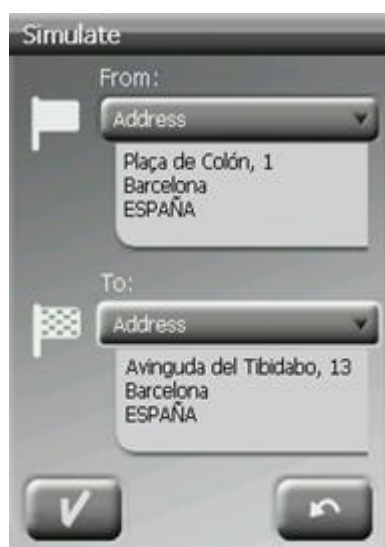 Simulate
From:
Address
Plaça de Colón, 1
Barcelona
ESPAÑA
To:
Address
Avinguda del Tibidabo, 13
Barcelona
ESPAÑA